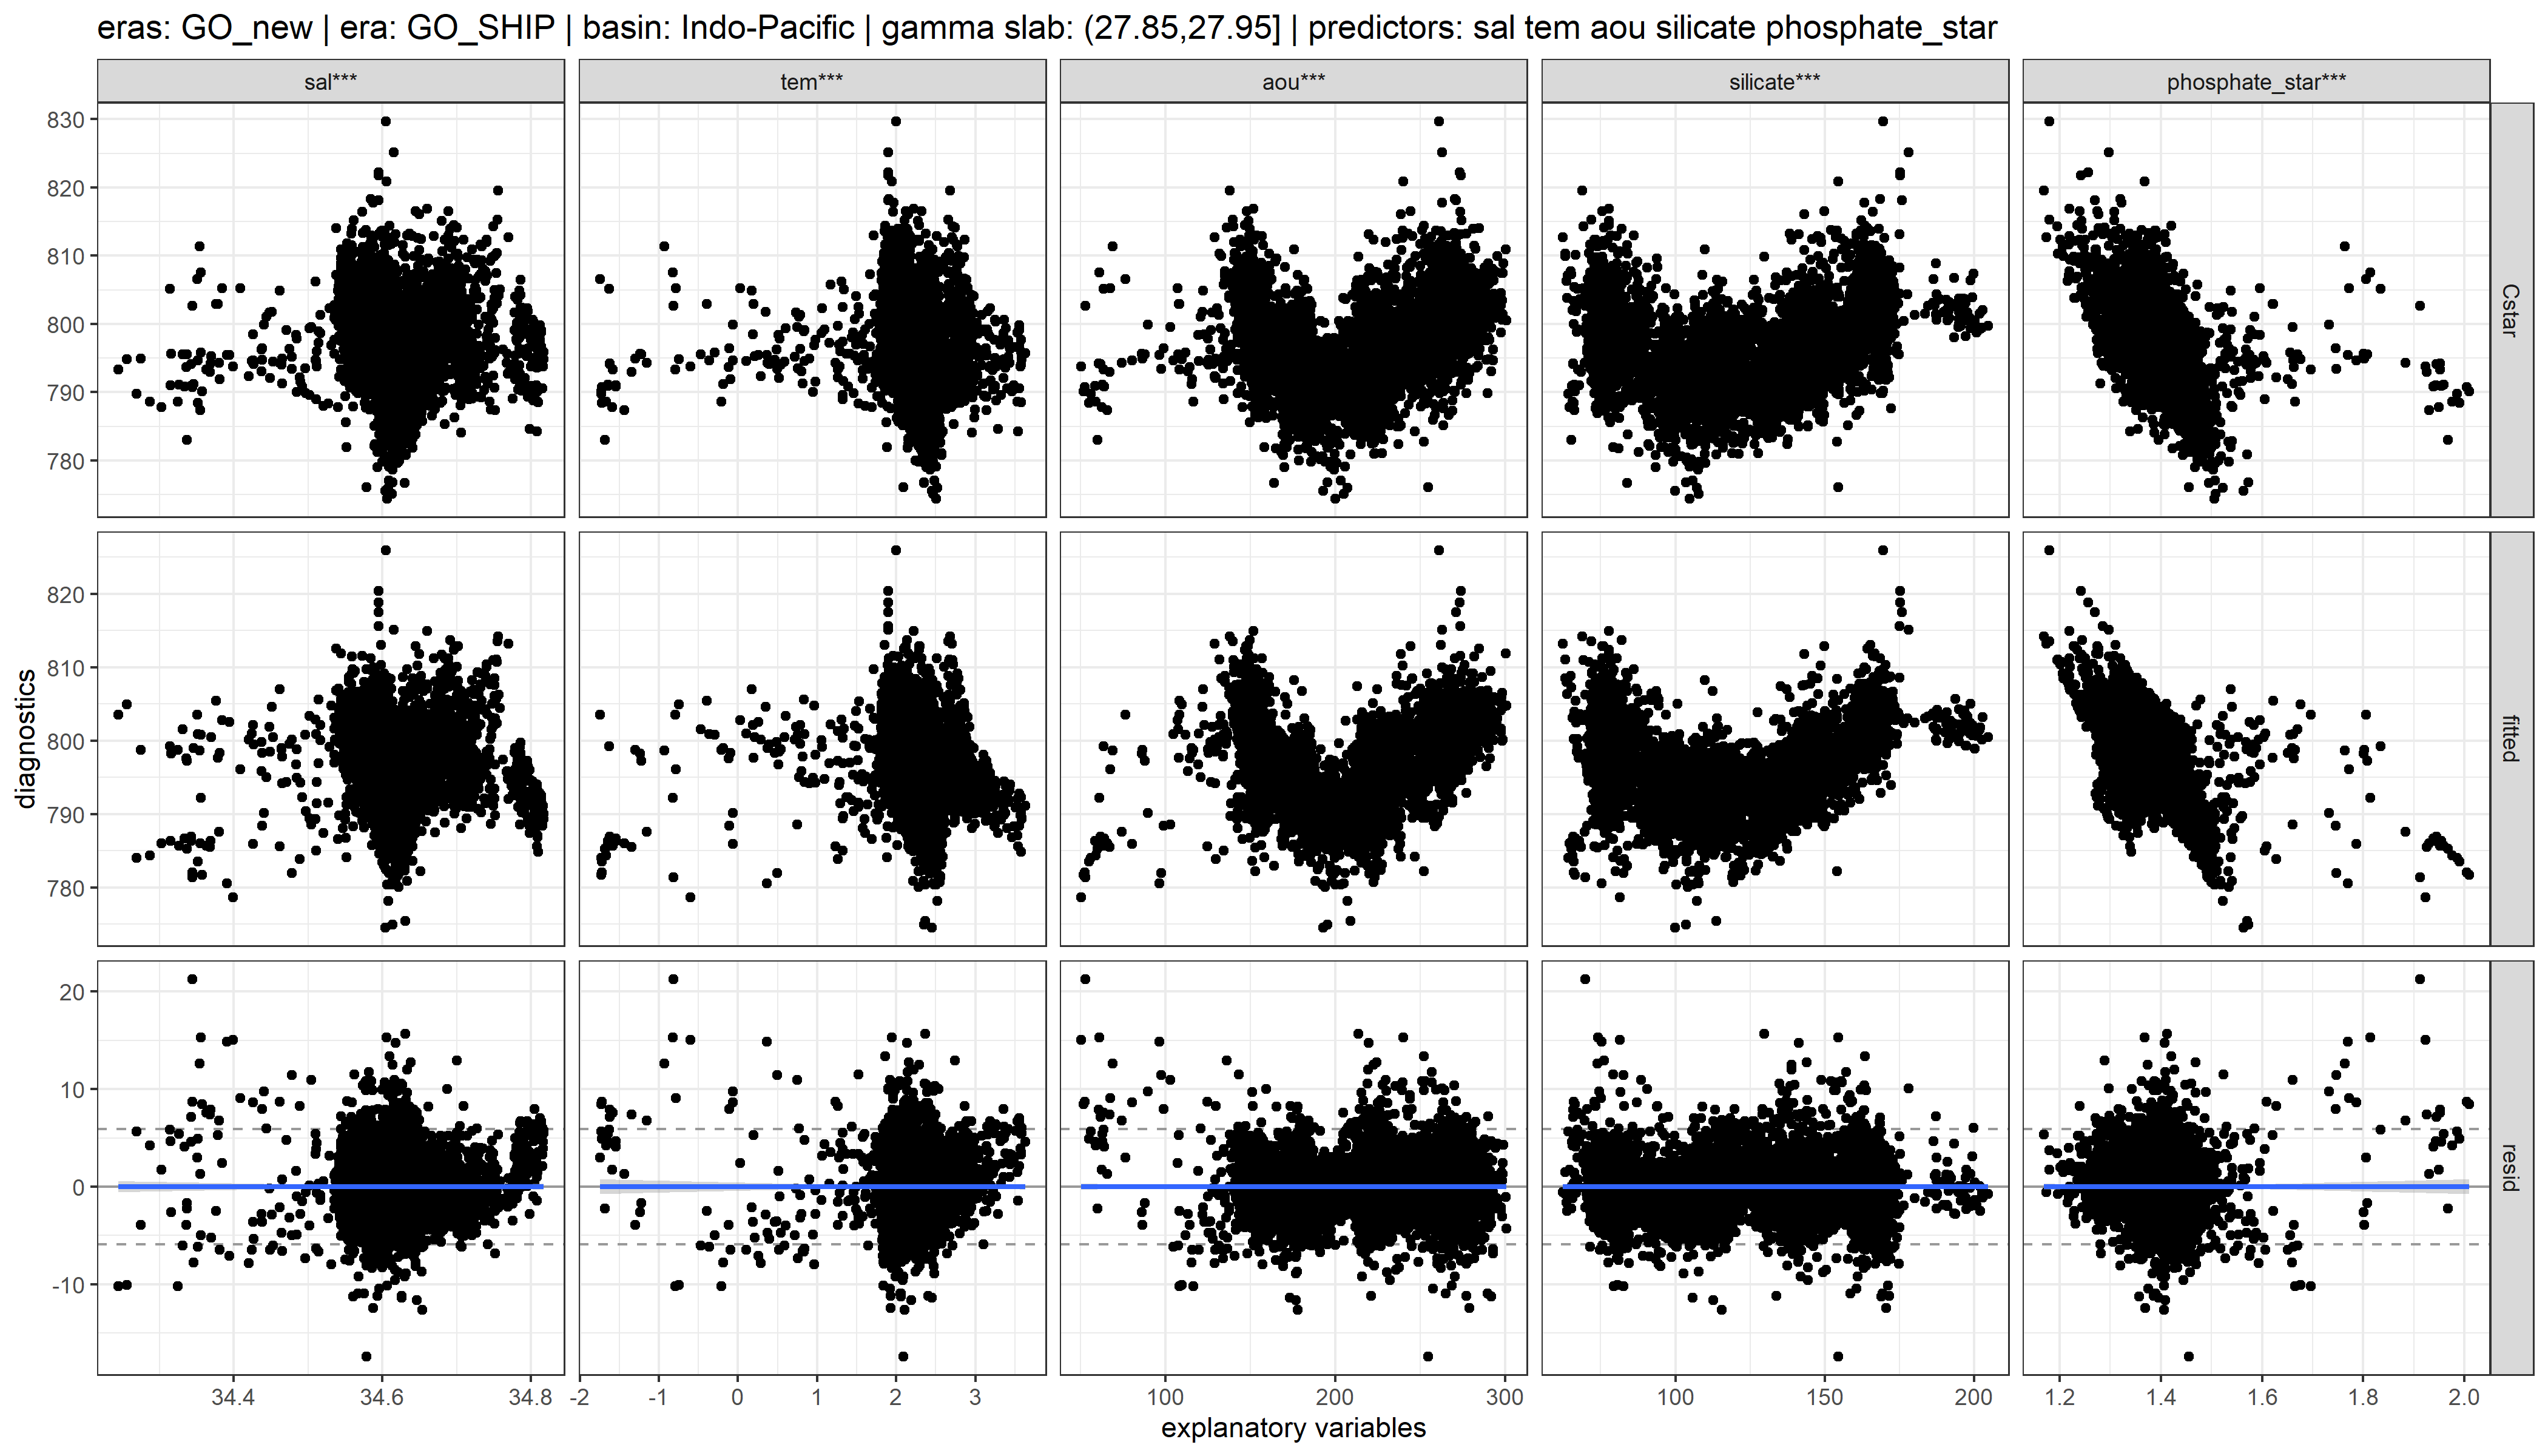 eras: GO_new | era: GO_SHIP | basin: Indo-Pacific | gamma slab: (27.85,27.95] | predictors: sal tem aou silicate phosphate_star
sal*** tem*** aou*** silicate*** phosphate_star***
830
820
810
800
790
780
Cstar
820
810
800
790
780
fitted
diagnostics
20
10
0
-10
resid
34.4 34.6 34.8 -2 -1 0 1 2 3 100 200 300 100 150 200 1.2 1.4 1.6 1.8 2.0
explanatory variables